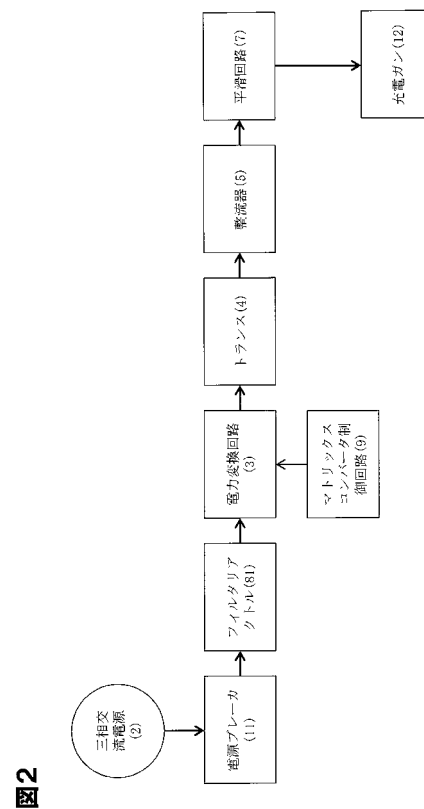 図2
三相交
流電源
(2)
電源ブレーカ
(11)
フィルタリア
クトル(81)
電力変換回路
(3)
マトリックス
コンバータ制
御回路(9)
トランス(4)
整流器(5)
平滑回路(7)
充電ガン(12)